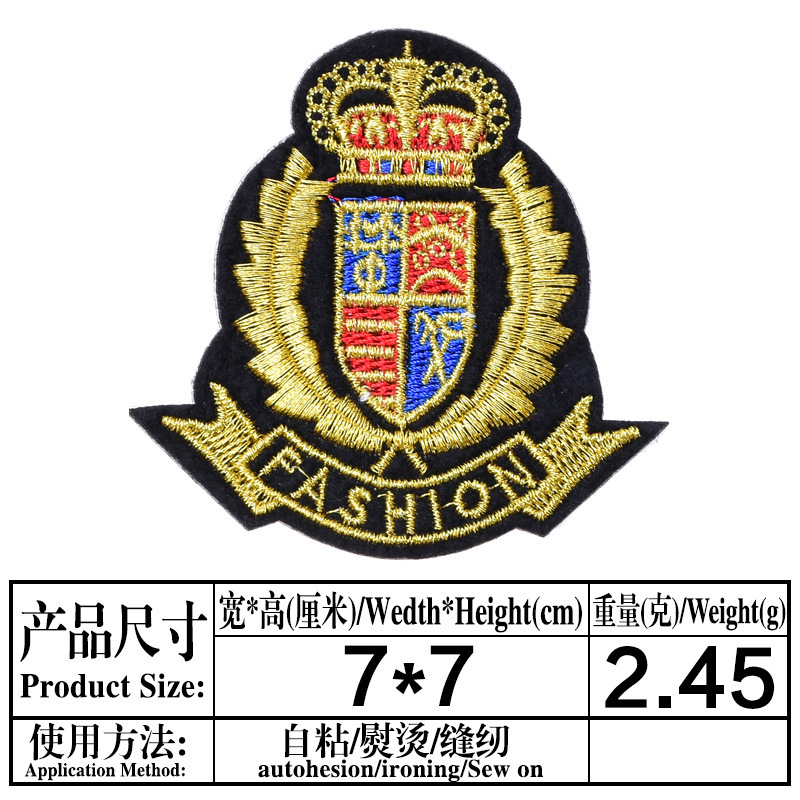 FASHION
产品尺寸
Product Size:
宽*高(厘米)/Wedth*Height(cm)
重量(克)/Weight(g)
7*7
2.45
使用方法:
Application Method:
自粘/熨烫/缝纫
autohesion/ironing/Sew on